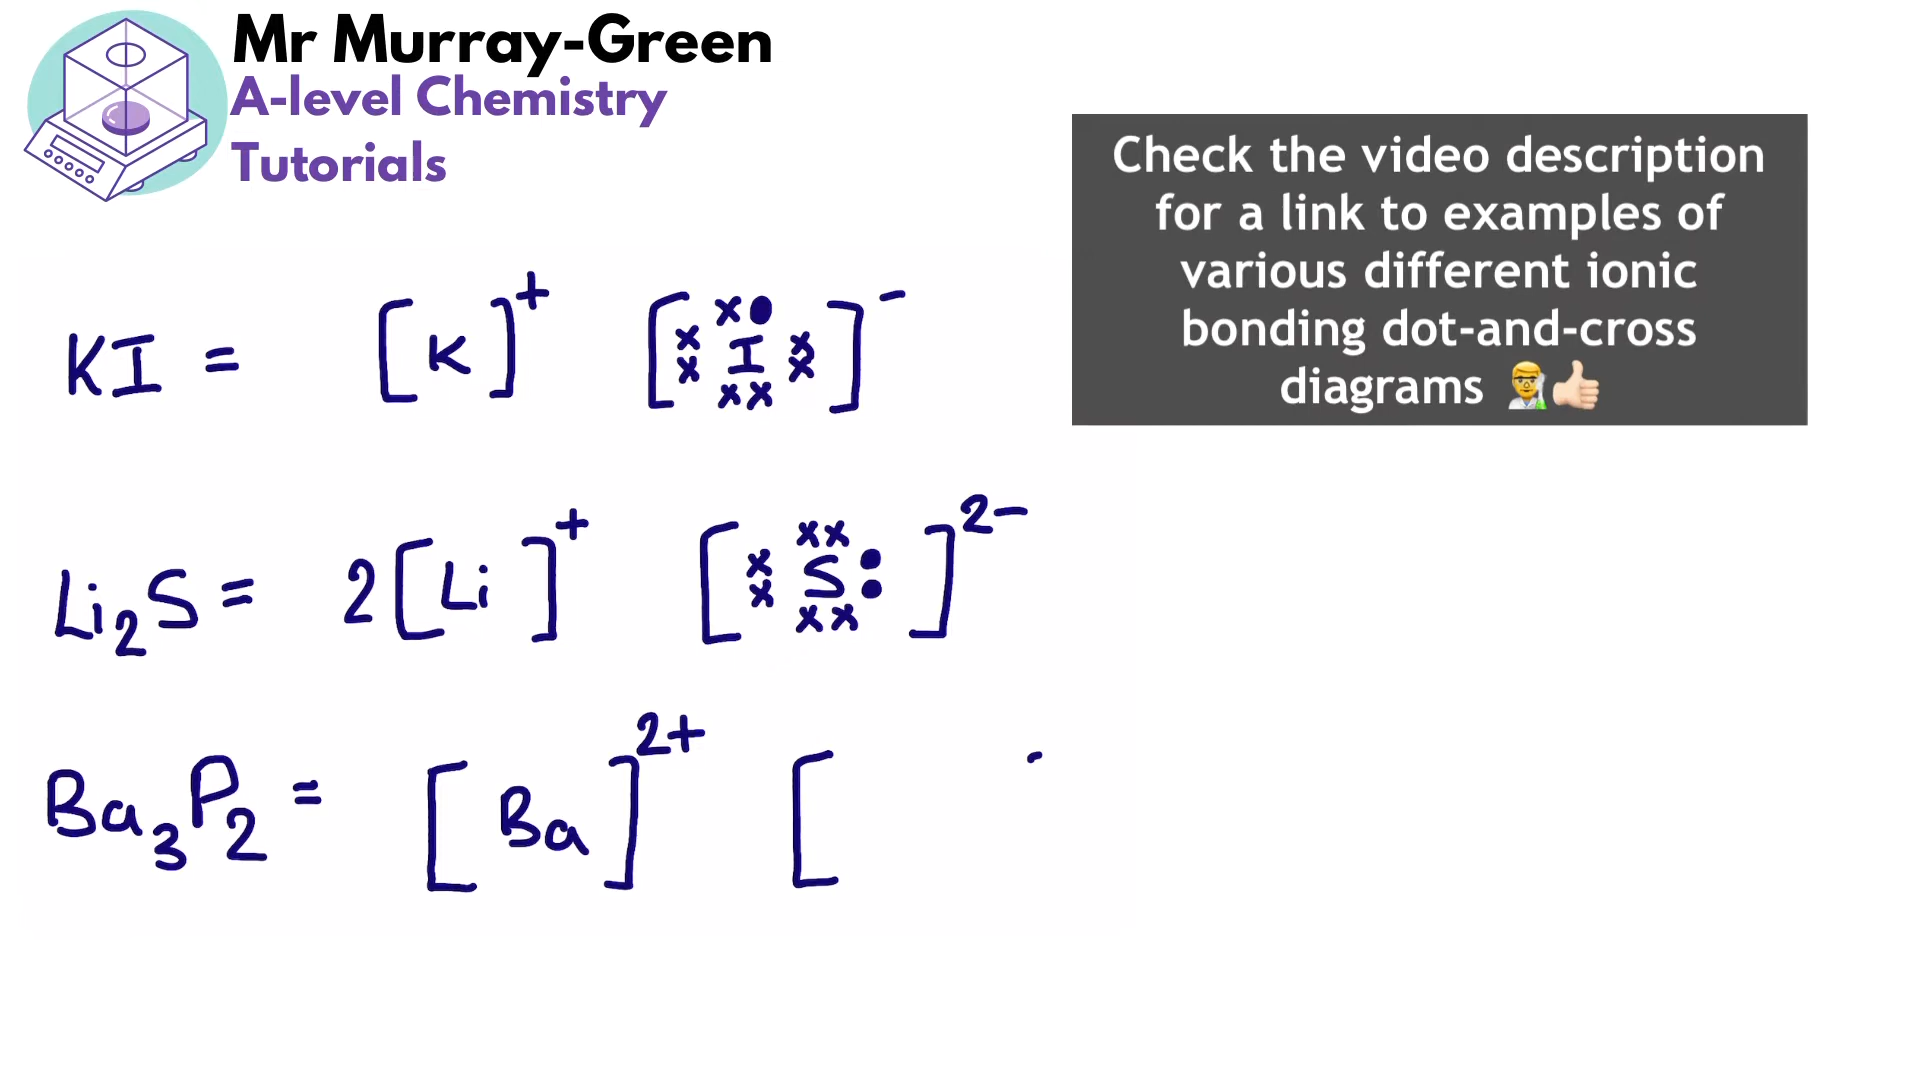 Mr Murray-Green
A-level Chemistry
Tutorials
Check the video description
for a link to examples of
various different ionic
bonding dot-and-cross
diagrams 👨‍🔬👍🏻
KI = [K]⁺ [I]⁻
Li₂S = 2[Li]⁺ [S]²⁻
Ba₃P₂ = [Ba]²⁺ [